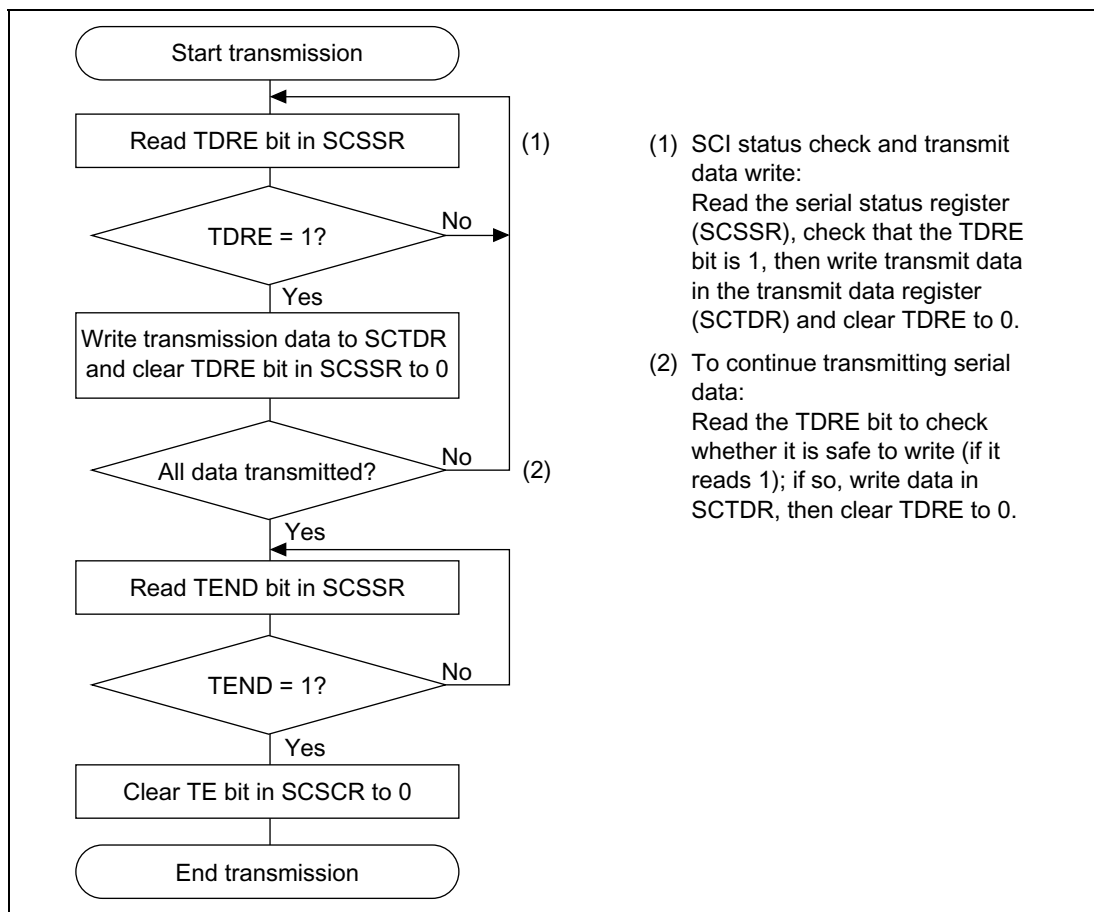 Start transmission
Read TDRE bit in SCSSR
(1)
TDRE = 1?
No
Yes
Write transmission data to SCTDR
and clear TDRE bit in SCSSR to 0
All data transmitted?
No
(2)
Yes
Read TEND bit in SCSSR
TEND = 1?
No
Yes
Clear TE bit in SCSCR to 0
End transmission
(1) SCI status check and transmit
data write:
Read the serial status register
(SCSSR), check that the TDRE
bit is 1, then write transmit data
in the transmit data register
(SCTDR) and clear TDRE to 0.
(2) To continue transmitting serial
data:
Read the TDRE bit to check
whether it is safe to write (if it
reads 1); if so, write data in
SCTDR, then clear TDRE to 0.